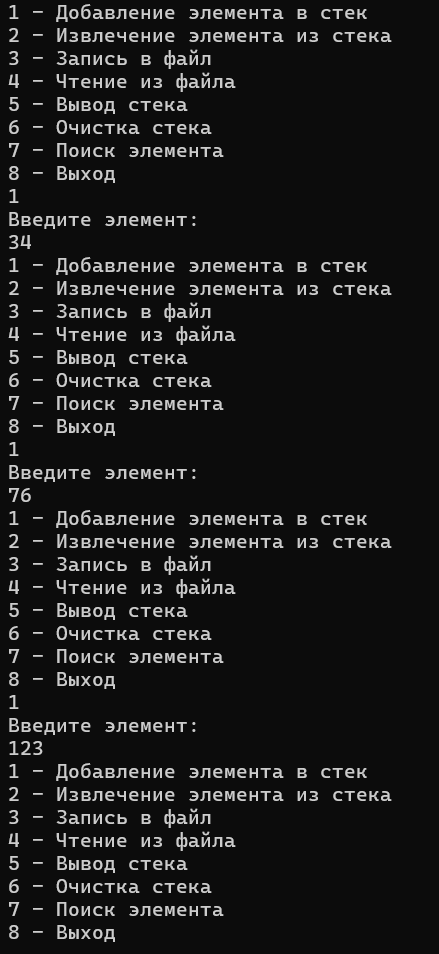 1 – Добавление элемента в стек
2 – Извлечение элемента из стека
3 – Запись в файл
4 – Чтение из файла
5 – Вывод стека
6 – Очистка стека
7 – Поиск элемента
8 – Выход
1
Введите элемент:
34
1 – Добавление элемента в стек
2 – Извлечение элемента из стека
3 – Запись в файл
4 – Чтение из файла
5 – Вывод стека
6 – Очистка стека
7 – Поиск элемента
8 – Выход
1
Введите элемент:
76
1 – Добавление элемента в стек
2 – Извлечение элемента из стека
3 – Запись в файл
4 – Чтение из файла
5 – Вывод стека
6 – Очистка стека
7 – Поиск элемента
8 – Выход
1
Введите элемент:
123
1 – Добавление элемента в стек
2 – Извлечение элемента из стека
3 – Запись в файл
4 – Чтение из файла
5 – Вывод стека
6 – Очистка стека
7 – Поиск элемента
8 – Выход